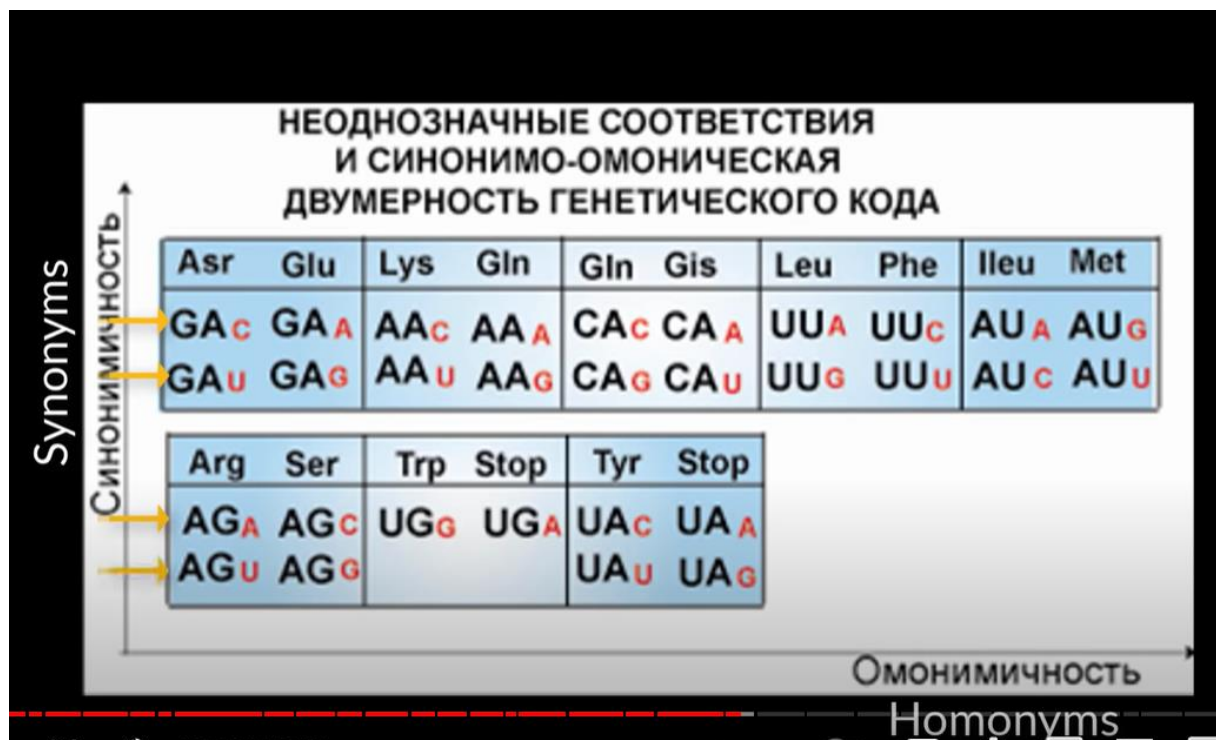 НЕОДНОЗНАЧНЫЕ СООТВЕТСТВИЯ
И СИНОНИМО-ОМОНИЧЕСКАЯ
ДВУМЕРНОСТЬ ГЕНЕТИЧЕСКОГО КОДА
Synonyms
Синонимичность
Asr Glu Lys Gln Gln Gis Leu Phe Ileu Met
GAC GAA AAC AAA CAC CAA UUA UUC AUA AUG
GAU GAG AAU AAG CAG CAU UUG UUU AUC AUU
Arg Ser Trp Stop Tyr Stop
AGA AGC UGG UGA UAC UAA
AGU AGG UAU UAG
Омонимичность
Homonyms